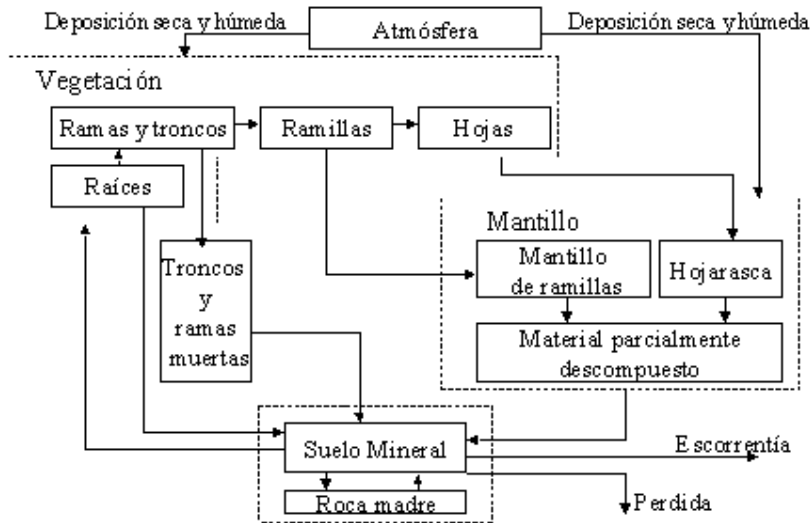 Deposición seca y húmeda
Atmósfera
Deposición seca y húmeda
Vegetación
Ramas y troncos
Ramillas
Hojas
Raíces
Mantillo
Troncos
y
ramas
muertas
Mantillo
de ramillas
Hojarasca
Material parcialmente
descompuesto
Suelo Mineral
Escorrentía
Roca madre
Perdida